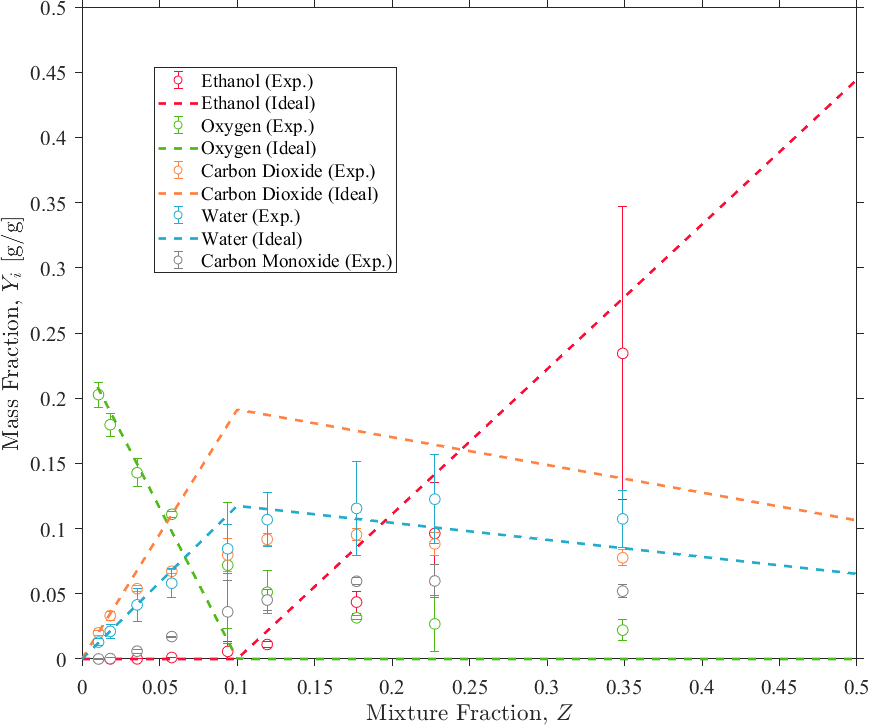 0.5
0.45
0.4
0.35
0.3
0.25
0.2
0.15
0.1
0.05
0
Mass Fraction, Y_i [g/g]
Ethanol (Exp.)
Ethanol (Ideal)
Oxygen (Exp.)
Oxygen (Ideal)
Carbon Dioxide (Exp.)
Carbon Dioxide (Ideal)
Water (Exp.)
Water (Ideal)
Carbon Monoxide (Exp.)
0 0.05 0.1 0.15 0.2 0.25 0.3 0.35 0.4 0.45 0.5
Mixture Fraction, Z